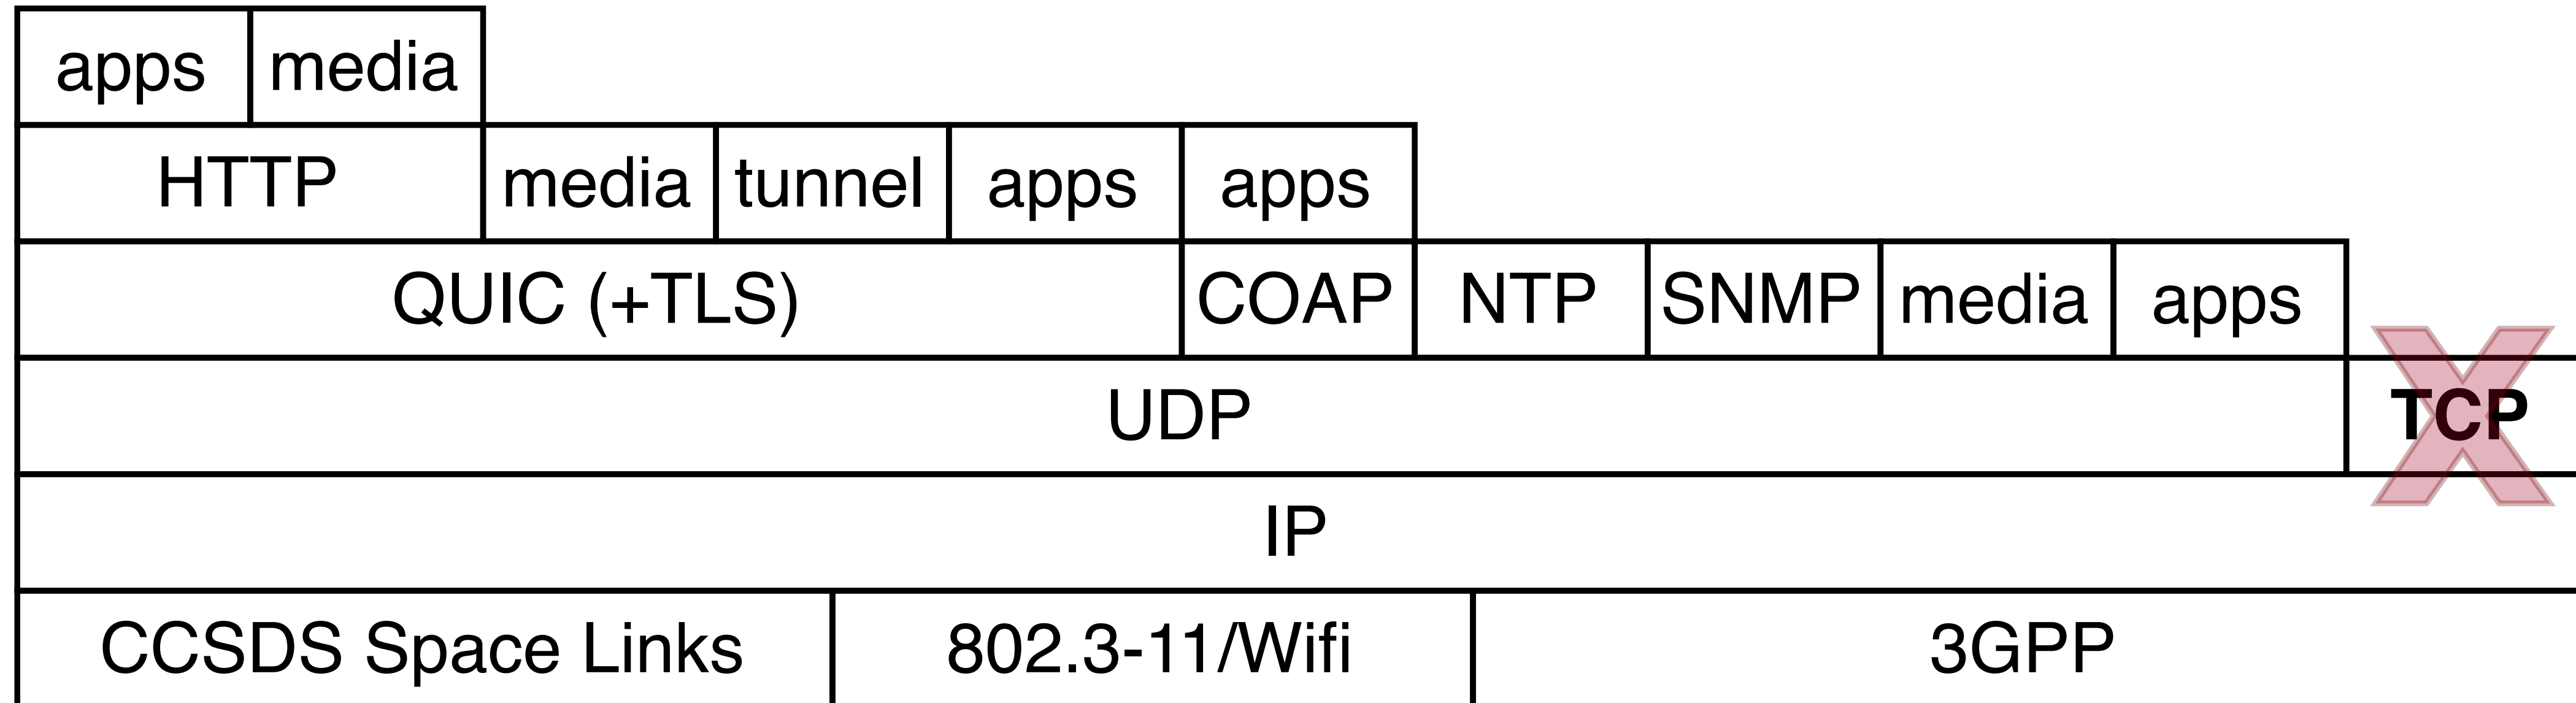 apps media
HTTP media tunnel apps apps
QUIC (+TLS) COAP NTP SNMP media apps
UDP TCP
IP
CCSDS Space Links 802.3-11/Wifi 3GPP